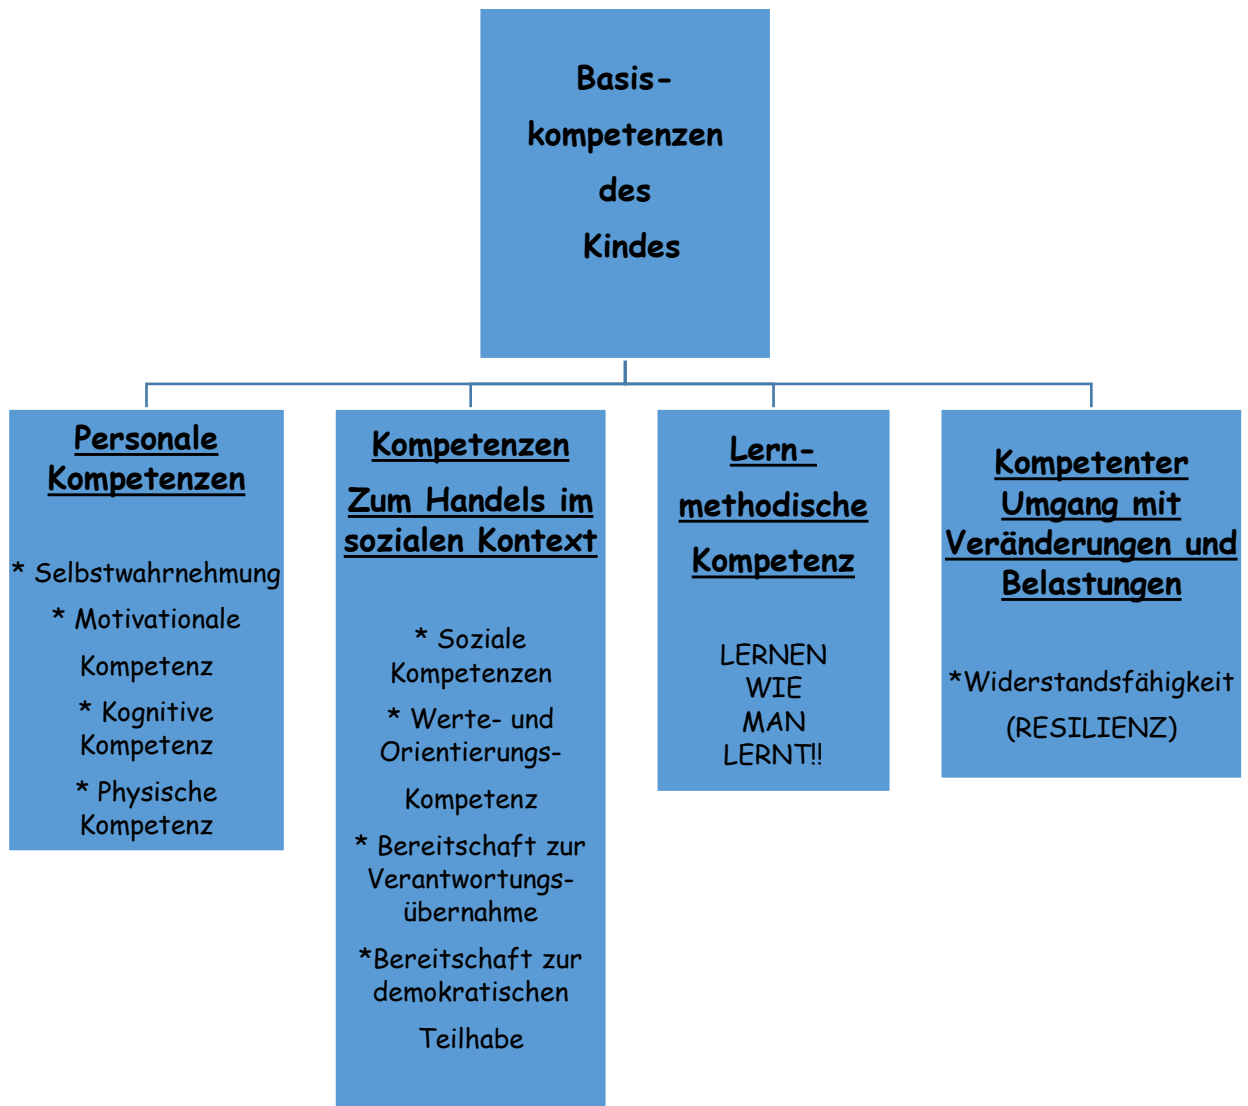 Basis-
kompetenzen
des
Kindes
Personale
Kompetenzen
* Selbstwahrnehmung
* Motivationale
Kompetenz
* Kognitive
Kompetenz
* Physische
Kompetenz
Kompetenzen
Zum Handels im
sozialen Kontext
* Soziale
Kompetenzen
* Werte- und
Orientierungs-
Kompetenz
* Bereitschaft zur
Verantwortungs-
übernahme
*Bereitschaft zur
demokratischen
Teilhabe
Lern-
methodische
Kompetenz
LERNEN
WIE
MAN
LERNT!!
Kompetenter
Umgang mit
Veränderungen und
Belastungen
*Widerstandsfähigkeit
(RESILIENZ)